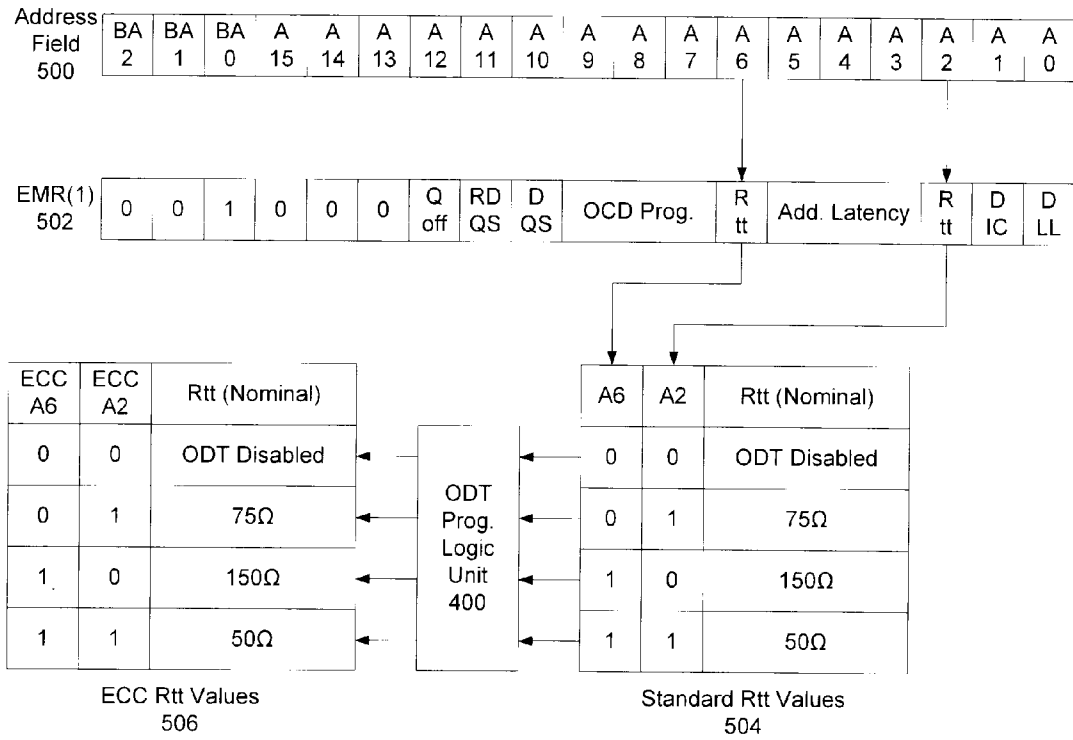 Address Field 500
BA 2 BA 1 BA 0 A 15 A 14 A 13 A 12 A 11 A 10 A 9 A 8 A 7 A 6 A 5 A 4 A 3 A 2 A 1 A 0
EMR(1) 502
0 0 1 0 0 0 Q off RD QS D QS OCD Prog. R tt Add. Latency R tt D IC D LL
ECC A6 ECC A2 Rtt (Nominal)
0 0 ODT Disabled
0 1 75Ω
1 0 150Ω
1 1 50Ω
ECC Rtt Values
506
ODT
Prog.
Logic
Unit
400
A6 A2 Rtt (Nominal)
0 0 ODT Disabled
0 1 75Ω
1 0 150Ω
1 1 50Ω
Standard Rtt Values
504